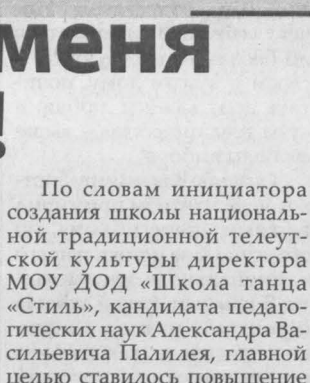 меня
!
По словам инициатора
создания школы националь-
ной традиционной телеут-
ской культуры директора
МОУ ДОД «Школа танца
«Стиль», кандидата педаго-
гических наук Александра Ва-
сильевича Палилея, главной
целью ставилось повышение